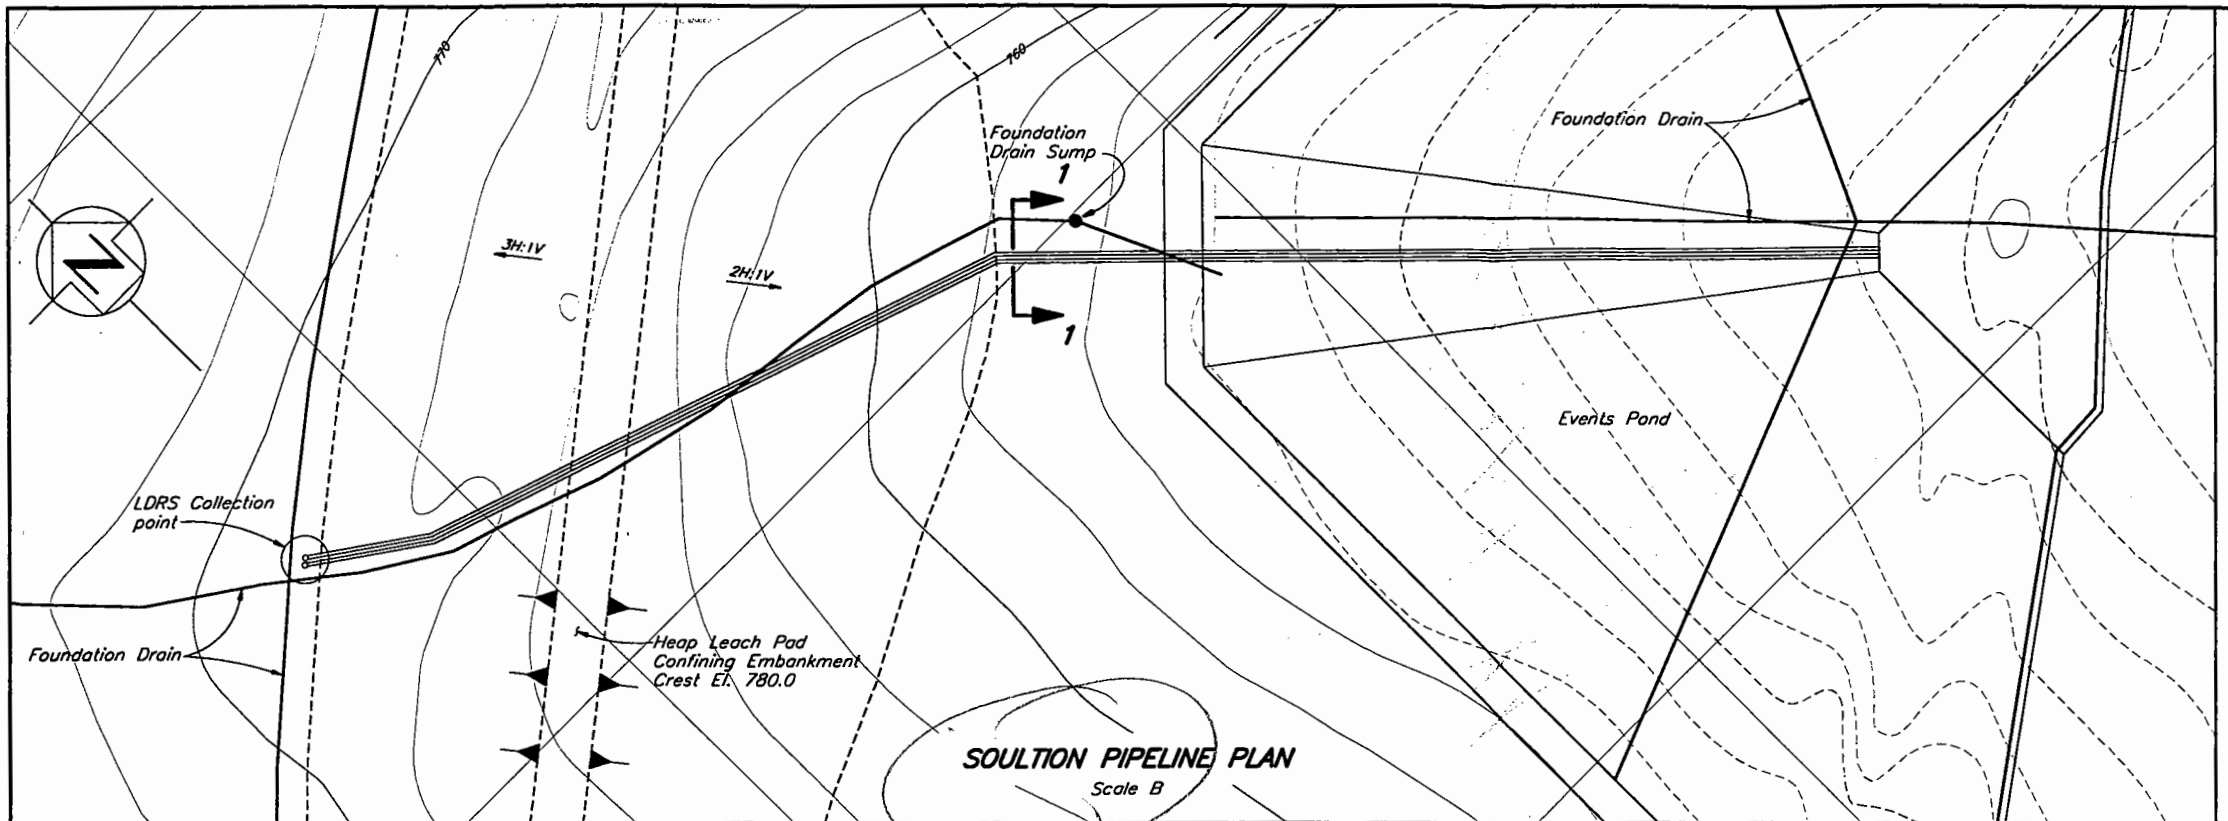 770
760
Foundation
Drain Sump
1
Foundation Drain
3H:1V
2H:1V
1
Events Pond
LDRS Collection
point
Foundation Drain
Heap Leach Pad
Confining Embankment
Crest El. 780.0
SOULTION PIPELINE PLAN
Scale B